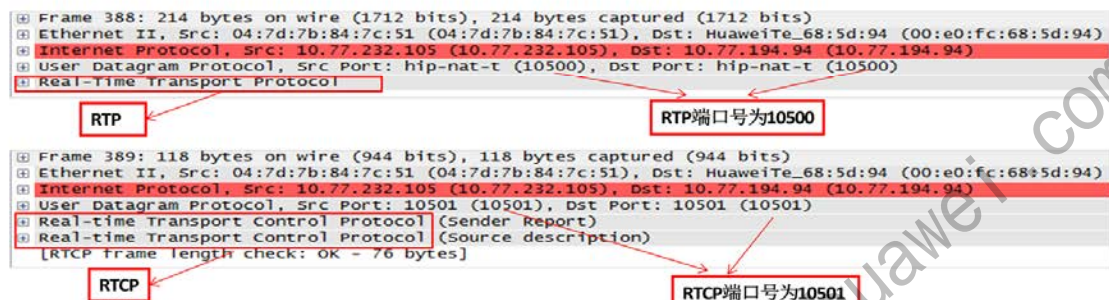 Frame 388: 214 bytes on wire (1712 bits), 214 bytes captured (1712 bits)
Ethernet II, Src: 04:7d:7b:84:7c:51 (04:7d:7b:84:7c:51), Dst: HuaweiTe_68:5d:94 (00:e0:fc:68:5d:94)
Internet Protocol, Src: 10.77.232.105 (10.77.232.105), Dst: 10.77.194.94 (10.77.194.94)
User Datagram Protocol, Src Port: hip-nat-t (10500), Dst Port: hip-nat-t (10500)
Real-Time Transport Protocol
RTP
RTP端口号为10500
Frame 389: 118 bytes on wire (944 bits), 118 bytes captured (944 bits)
Ethernet II, Src: 04:7d:7b:84:7c:51 (04:7d:7b:84:7c:51), Dst: HuaweiTe_68:5d:94 (00:e0:fc:68:5d:94)
Internet Protocol, Src: 10.77.232.105 (10.77.232.105), Dst: 10.77.194.94 (10.77.194.94)
User Datagram Protocol, Src Port: 10501 (10501), Dst Port: 10501 (10501)
Real-time Transport Control Protocol (Sender Report)
Real-time Transport Control Protocol (Source description)
[RTCP frame length check: OK - 76 bytes]
RTCP
RTCP端口号为10501
uawei.com